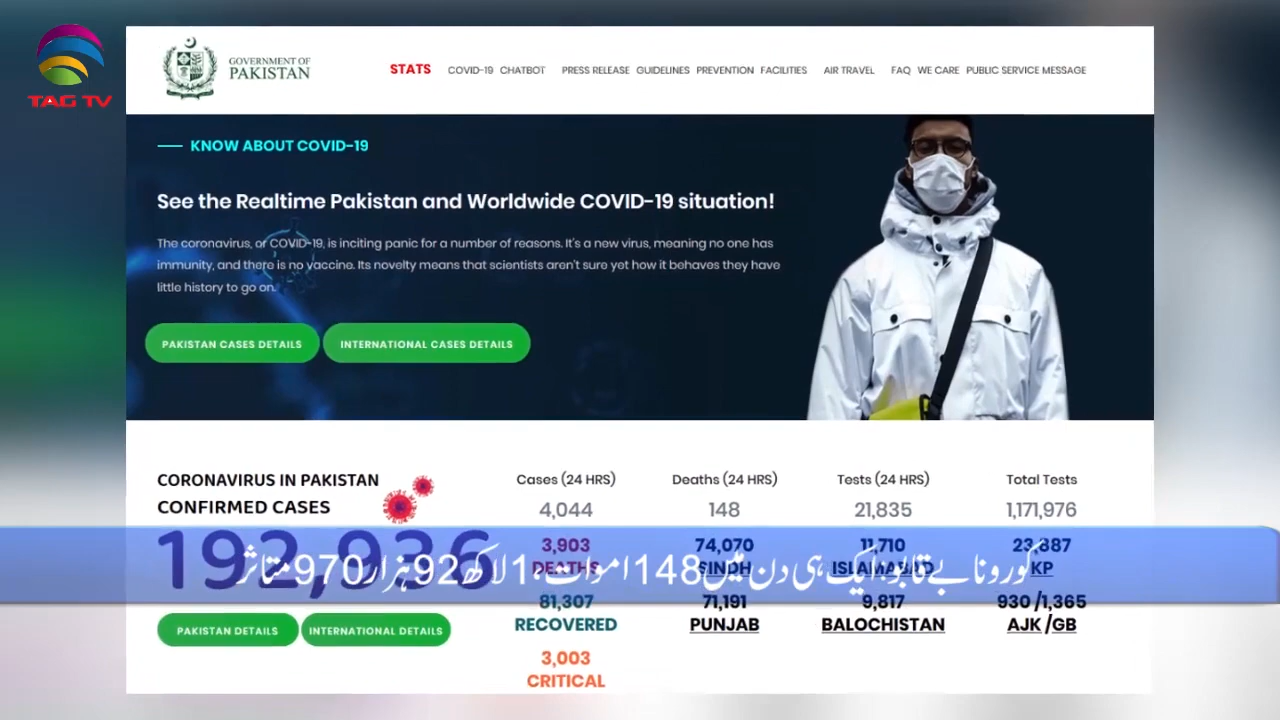 TAG TV
GOVERNMENT OF
PAKISTAN
STATS COVID-19 CHATBOT PRESS RELEASE GUIDELINES PREVENTION FACILITIES AIR TRAVEL FAQ WE CARE PUBLIC SERVICE MESSAGE
KNOW ABOUT COVID-19
See the Realtime Pakistan and Worldwide COVID-19 situation!
The coronavirus, or COVID-19, is inciting panic for a number of reasons. It's a new virus, meaning no one has
immunity, and there is no vaccine. Its novelty means that scientists aren't sure yet how it behaves they have
little history to go on.
PAKISTAN CASES DETAILS INTERNATIONAL CASES DETAILS
CORONAVIRUS IN PAKISTAN
CONFIRMED CASES
192,936
PAKISTAN DETAILS INTERNATIONAL DETAILS
Cases (24 HRS) Deaths (24 HRS) Tests (24 HRS) Total Tests
4,044 148 21,835 1,171,976
3,903 74,070 11,710 23,887
DEATHS SINDH ISLAMABAD KP
81,307 71,191 9,817 930 /1,365
RECOVERED PUNJAB BALOCHISTAN AJK /GB
3,003
CRITICAL
کورونا بے قابو، ایک ہی دن میں 148 اموات، 1 لاکھ 92 ہزار 970 متاثر